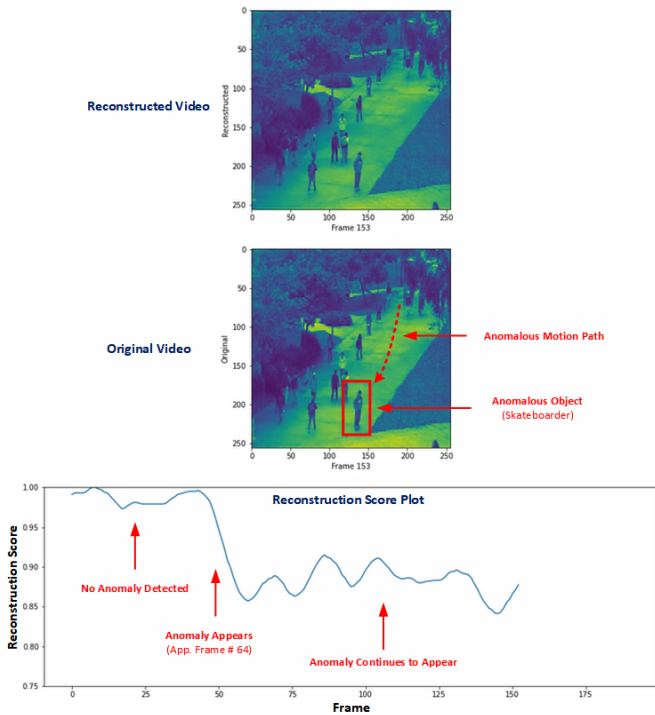 0
50
Reconstructed Video
Reconstructed
100
150
200
250
0 50 100 150 200 250
Frame 153
0
50
100
Anomalous Motion Path
Original Video
Original
150
200
Anomalous Object
(Skateboarder)
250
0 50 100 150 200 250
Frame 153
Reconstruction Score Plot
Reconstruction Score
1.00
0.95
0.90
0.85
0.80
0.75
No Anomaly Detected
Anomaly Appears
(App. Frame # 64)
Anomaly Continues to Appear
0 25 50 75 100 125 150 175
Frame